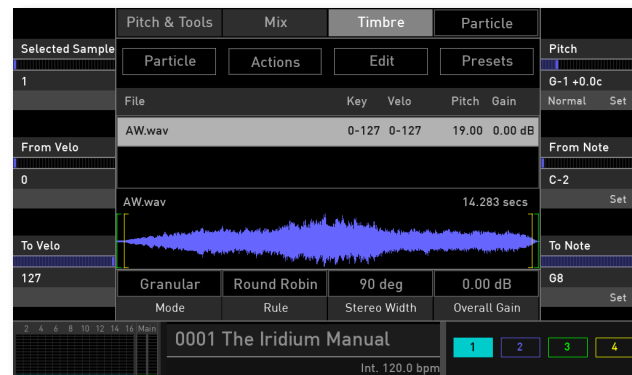 Pitch & Tools Mix Timbre Particle
Selected Sample
1
Particle Actions Edit Presets
Pitch
G-1 +0.0c
Normal Set
File Key Velo Pitch Gain
AW.wav 0-127 0-127 19.00 0.00 dB
From Velo
0
From Note
C-2
Set
AW.wav 14.283 secs
To Velo
127
To Note
G8
Set
Granular Round Robin 90 deg 0.00 dB
Mode Rule Stereo Width Overall Gain
2 4 6 8 10 12 14 16 Main
0001 The Iridium Manual
Int. 120.0 bpm
1 2 3 4